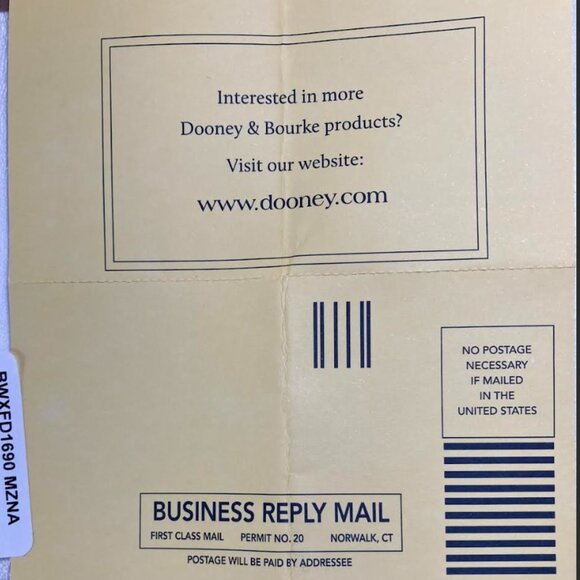 Interested in more
Dooney & Bourke products?
Visit our website:
www.dooney.com
NO POSTAGE
NECESSARY
IF MAILED
IN THE
UNITED STATES
BWXFD1690 MZNA
BUSINESS REPLY MAIL
FIRST CLASS MAIL PERMIT NO. 20 NORWALK, CT
POSTAGE WILL BE PAID BY ADDRESSEE